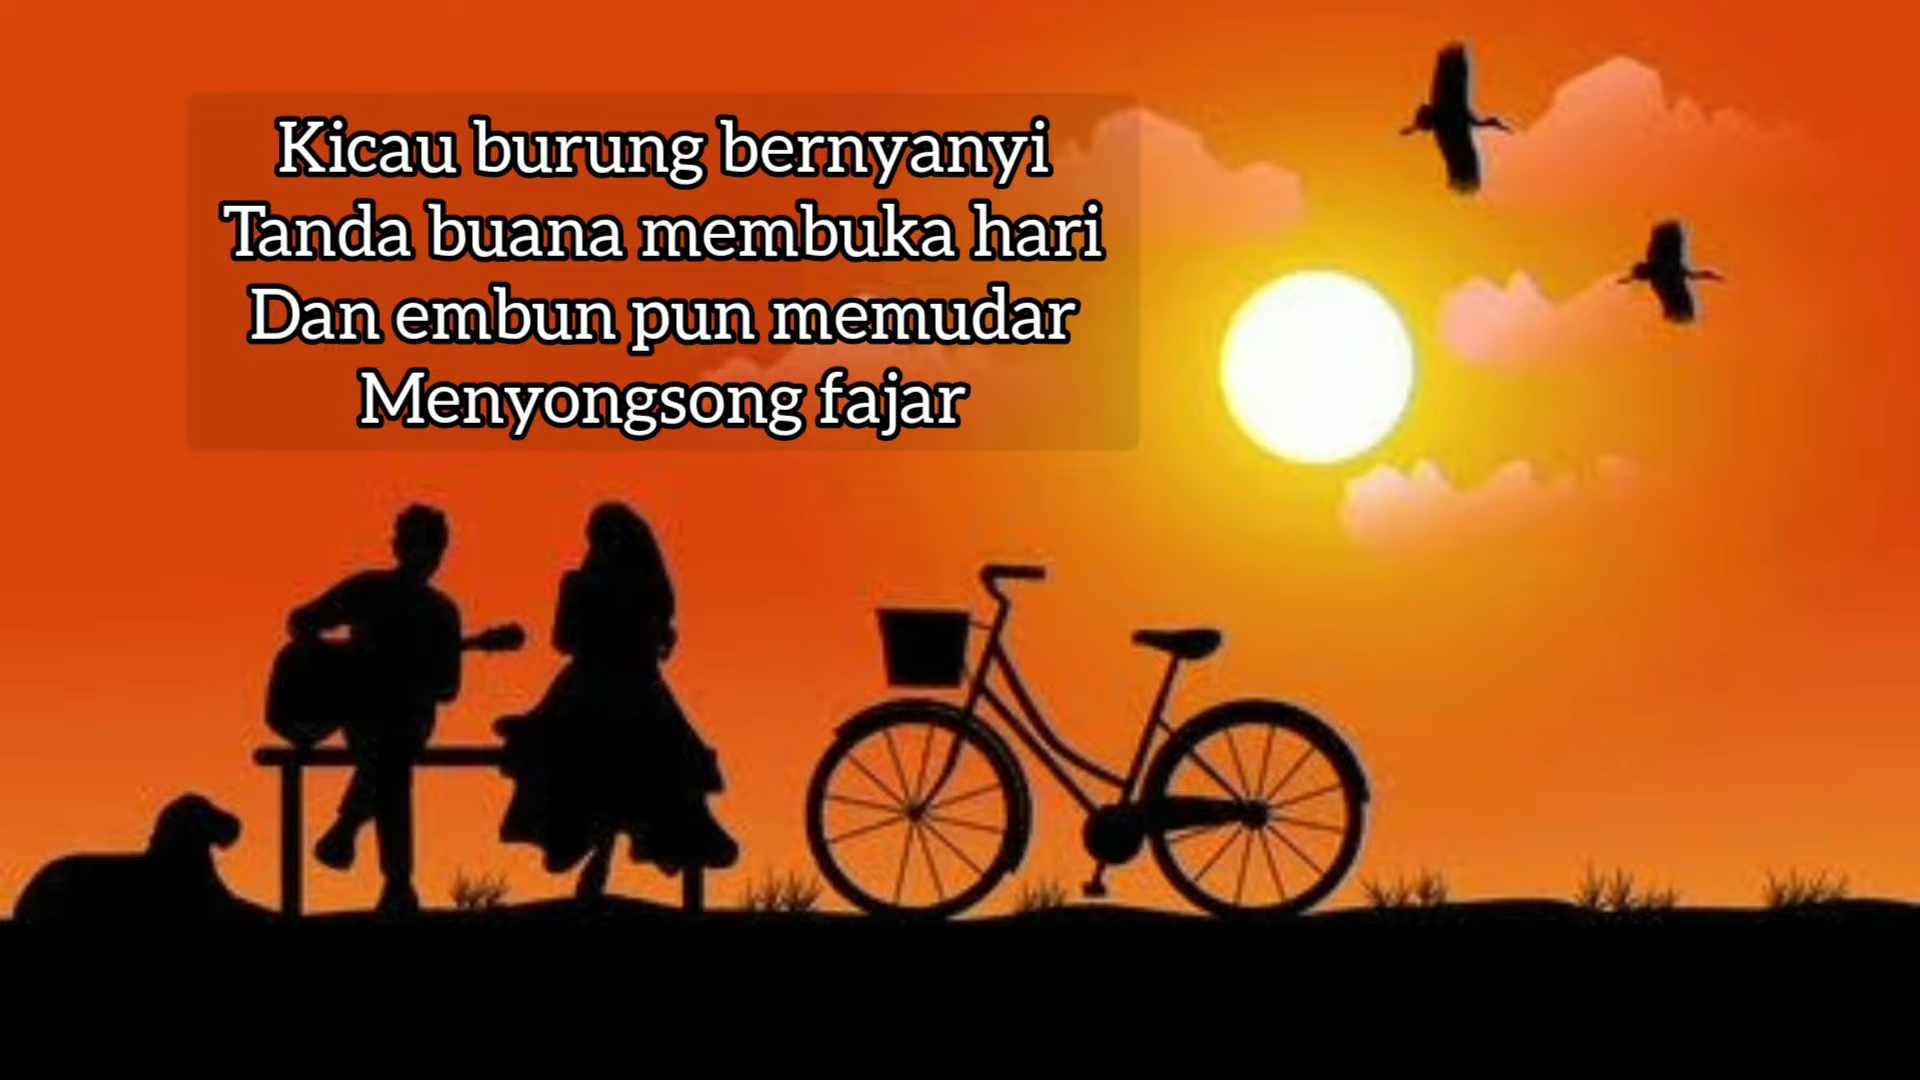 Kicau burung bernyanyi
Tanda buana membuka hari
Dan embun pun memudar
Menyongsong fajar